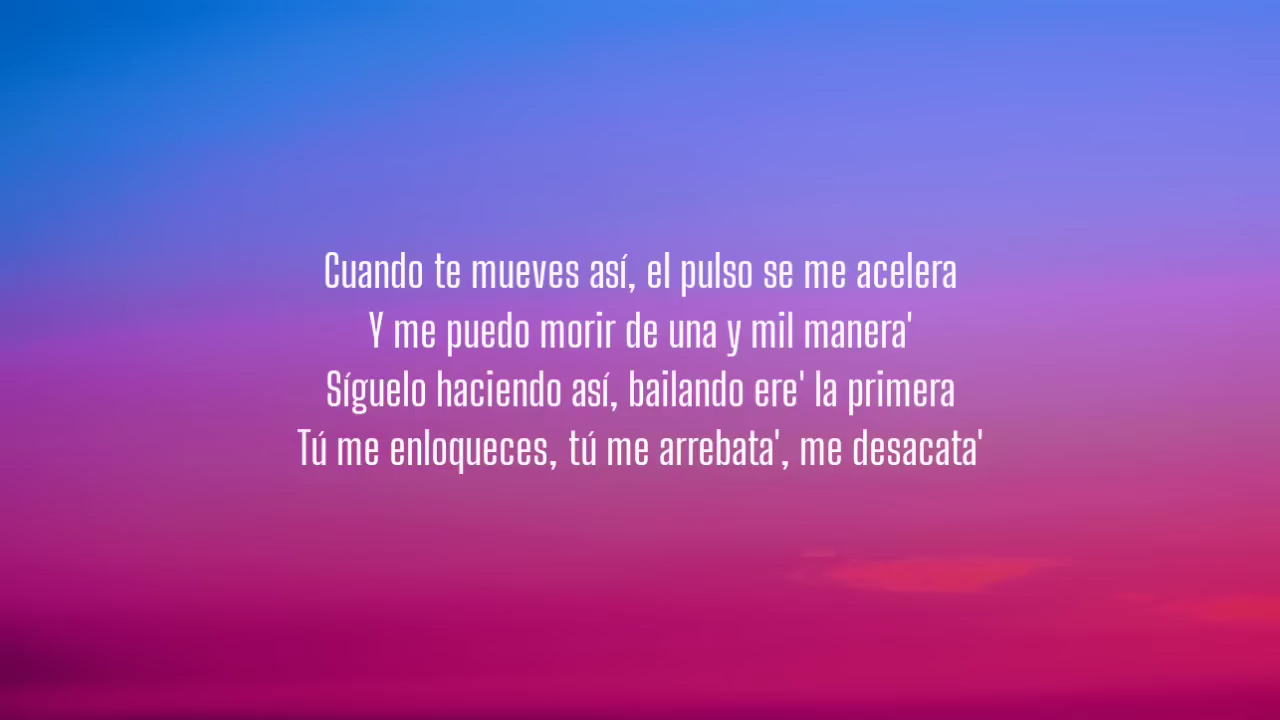 Cuando te mueves así, el pulso se me acelera
Y me puedo morir de una y mil manera'
Síguelo haciendo así, bailando ere' la primera
Tú me enloqueces, tú me arrebata', me desacata'